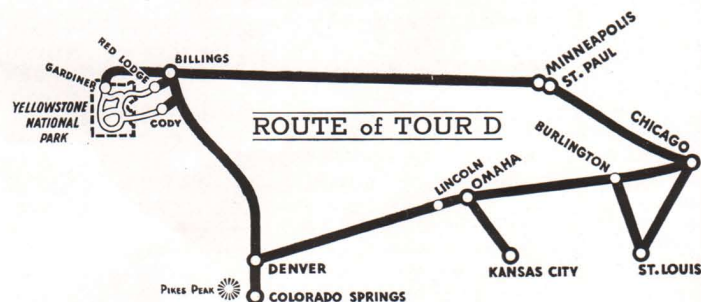 RED LODGE
BILLINGS
GARDINER
MINNEAPOLIS
ST. PAUL
YELLOWSTONE
NATIONAL
PARK
CODY
ROUTE of TOUR D
CHICAGO
BURLINGTON
LINCOLN
OMAHA
DENVER
KANSAS CITY
ST. LOUIS
PIKES PEAK
COLORADO SPRINGS